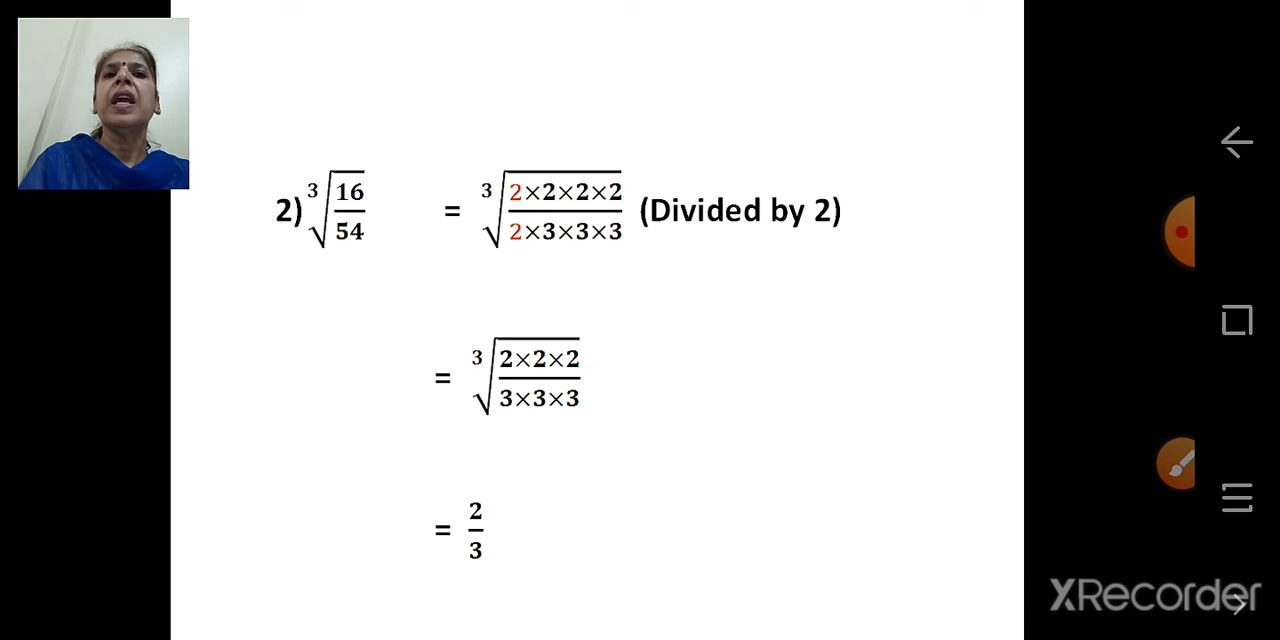 2) ∛(16/54) = ∛((2×2×2×2)/(2×3×3×3)) (Divided by 2)
= ∛((2×2×2)/(3×3×3))
= 2/3
XRecorder